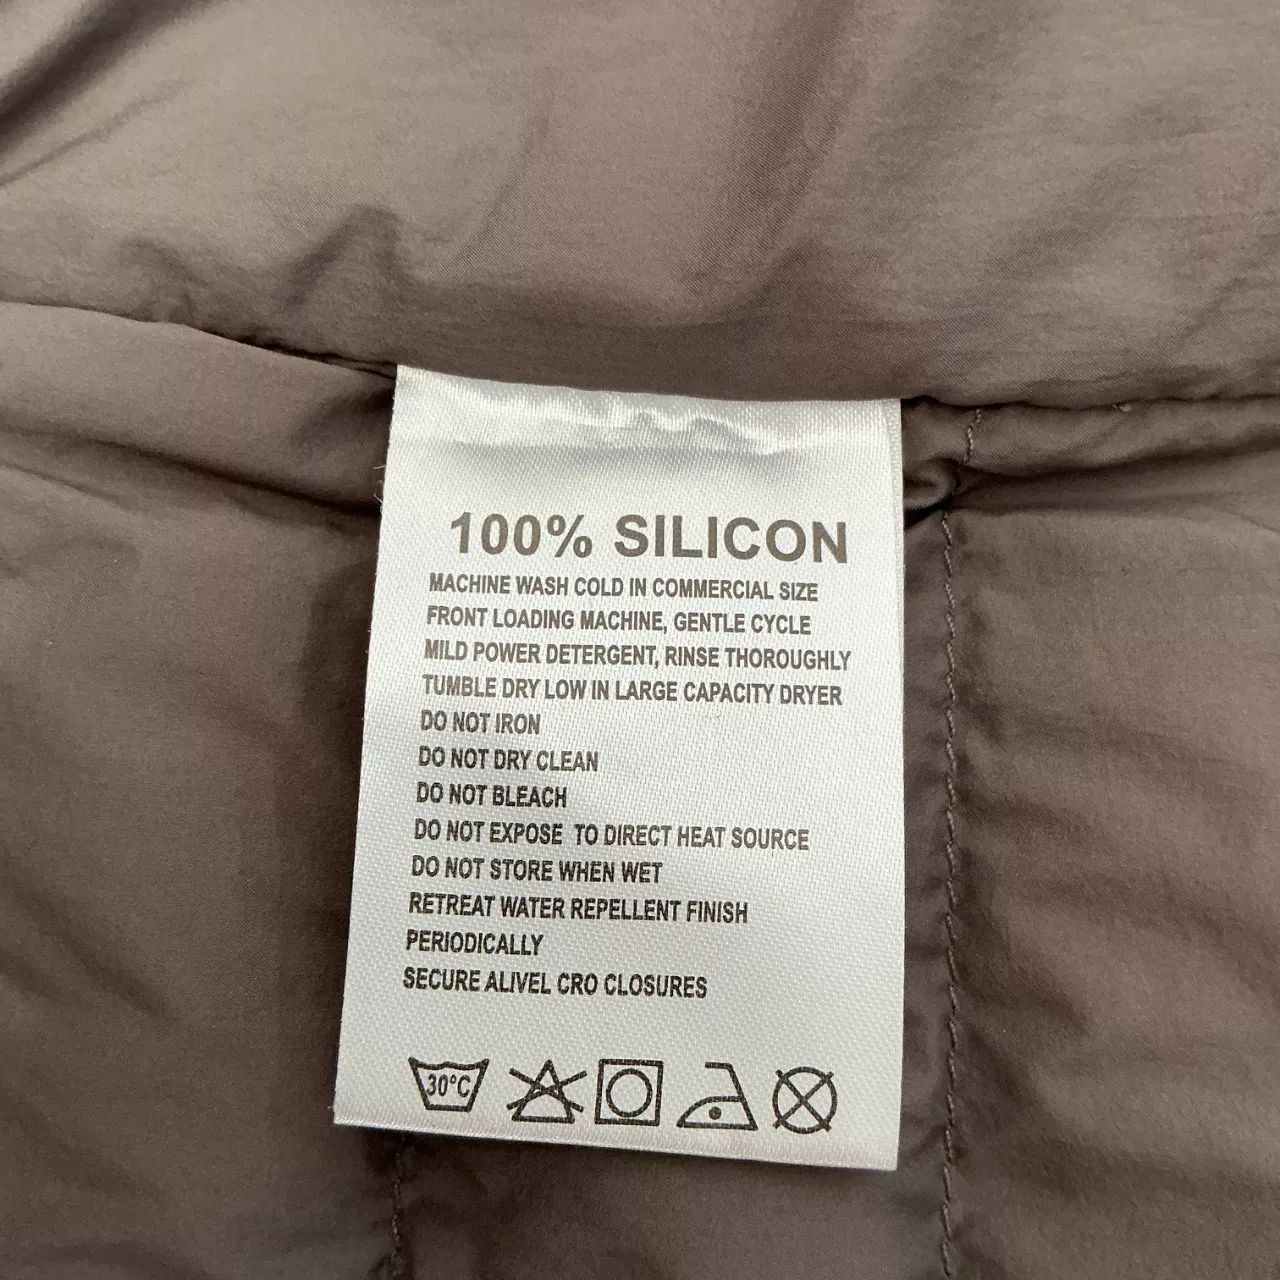 100% SILICON
MACHINE WASH COLD IN COMMERCIAL SIZE
FRONT LOADING MACHINE, GENTLE CYCLE
MILD POWER DETERGENT, RINSE THOROUGHLY
TUMBLE DRY LOW IN LARGE CAPACITY DRYER
DO NOT IRON
DO NOT DRY CLEAN
DO NOT BLEACH
DO NOT EXPOSE TO DIRECT HEAT SOURCE
DO NOT STORE WHEN WET
RETREAT WATER REPELLENT FINISH
PERIODICALLY
SECURE ALIVEL CRO CLOSURES
30°C